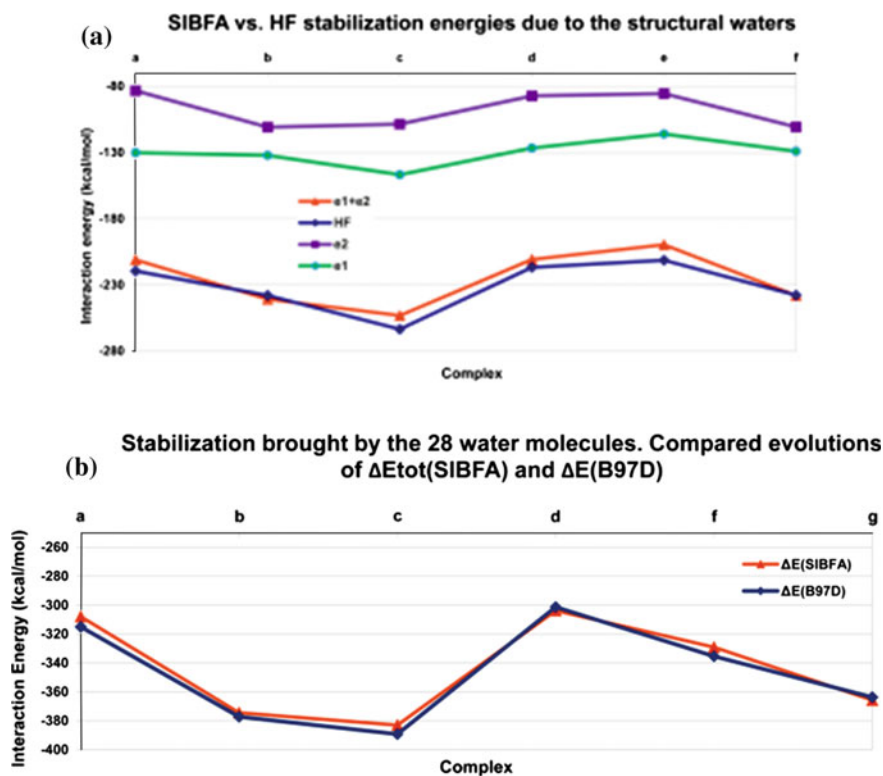 (a)
SIBFA vs. HF stabilization energies due to the structural waters
a b c d e f
-80
-130
-180
-230
-280
Interaction energy (kcal/mol)
e1+e2
HF
e2
e1
Complex
Stabilization brought by the 28 water molecules. Compared evolutions
(b) of ΔEtot(SIBFA) and ΔE(B97D)
a b c d f g
-260
-280
-300
-320
-340
-360
-380
-400
Interaction Energy (kcal/mol)
ΔE(SIBFA)
ΔE(B97D)
Complex